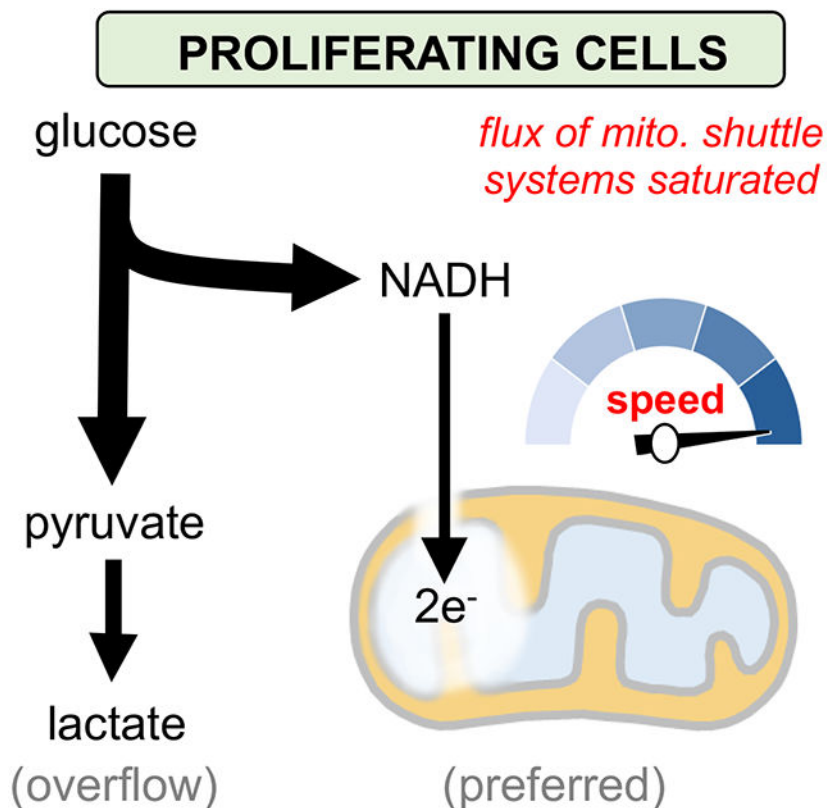 PROLIFERATING CELLS
glucose
flux of mito. shuttle
systems saturated
NADH
speed
pyruvate
2e⁻
lactate
(overflow)
(preferred)